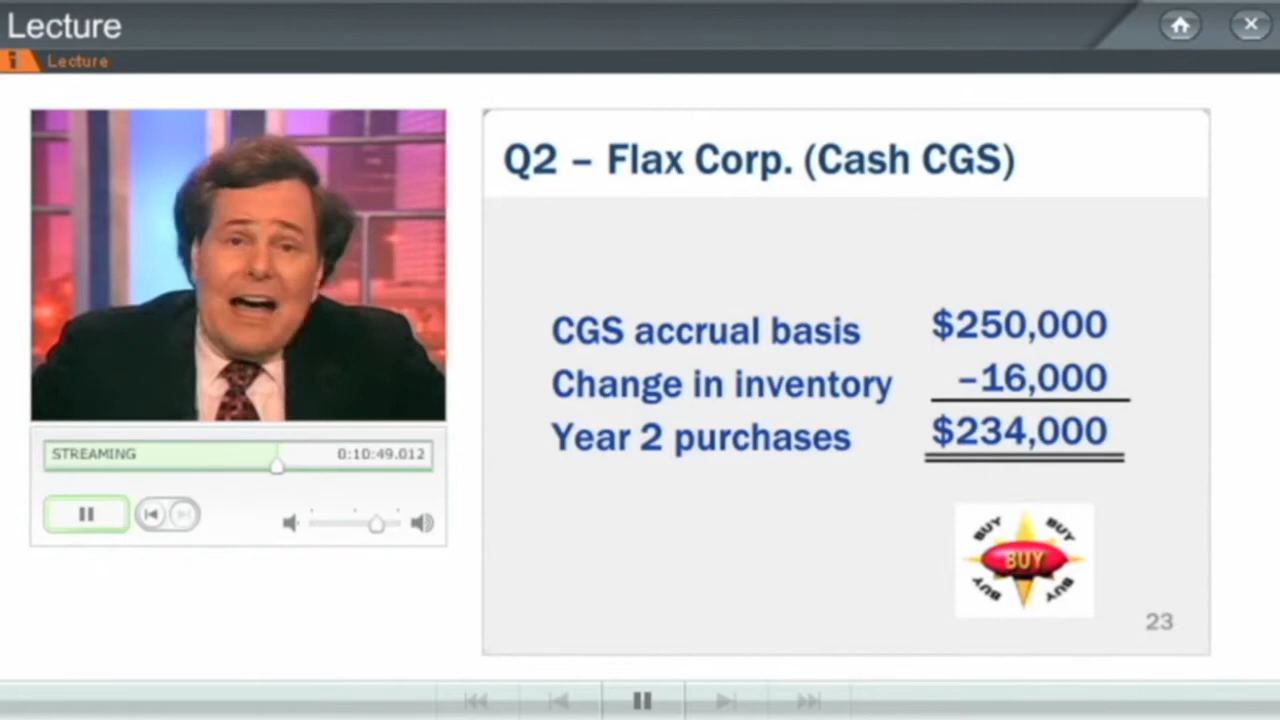 Lecture
i Lecture
STREAMING 0:10:49.012
Q2 – Flax Corp. (Cash CGS)
CGS accrual basis $250,000
Change in inventory –16,000
Year 2 purchases $234,000
BUY BUY
BUY
BUY BUY
23